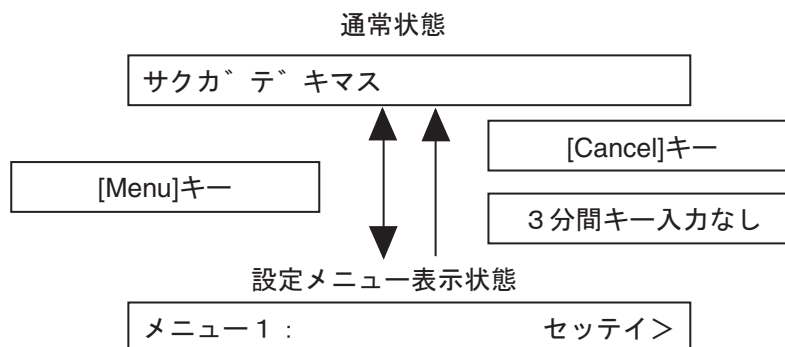 通常状態
サクカ゛テ゛キマス
[Cancel]キー
[Menu]キー
３分間キー入力なし
設定メニュー表示状態
メニュー１： セッテイ＞